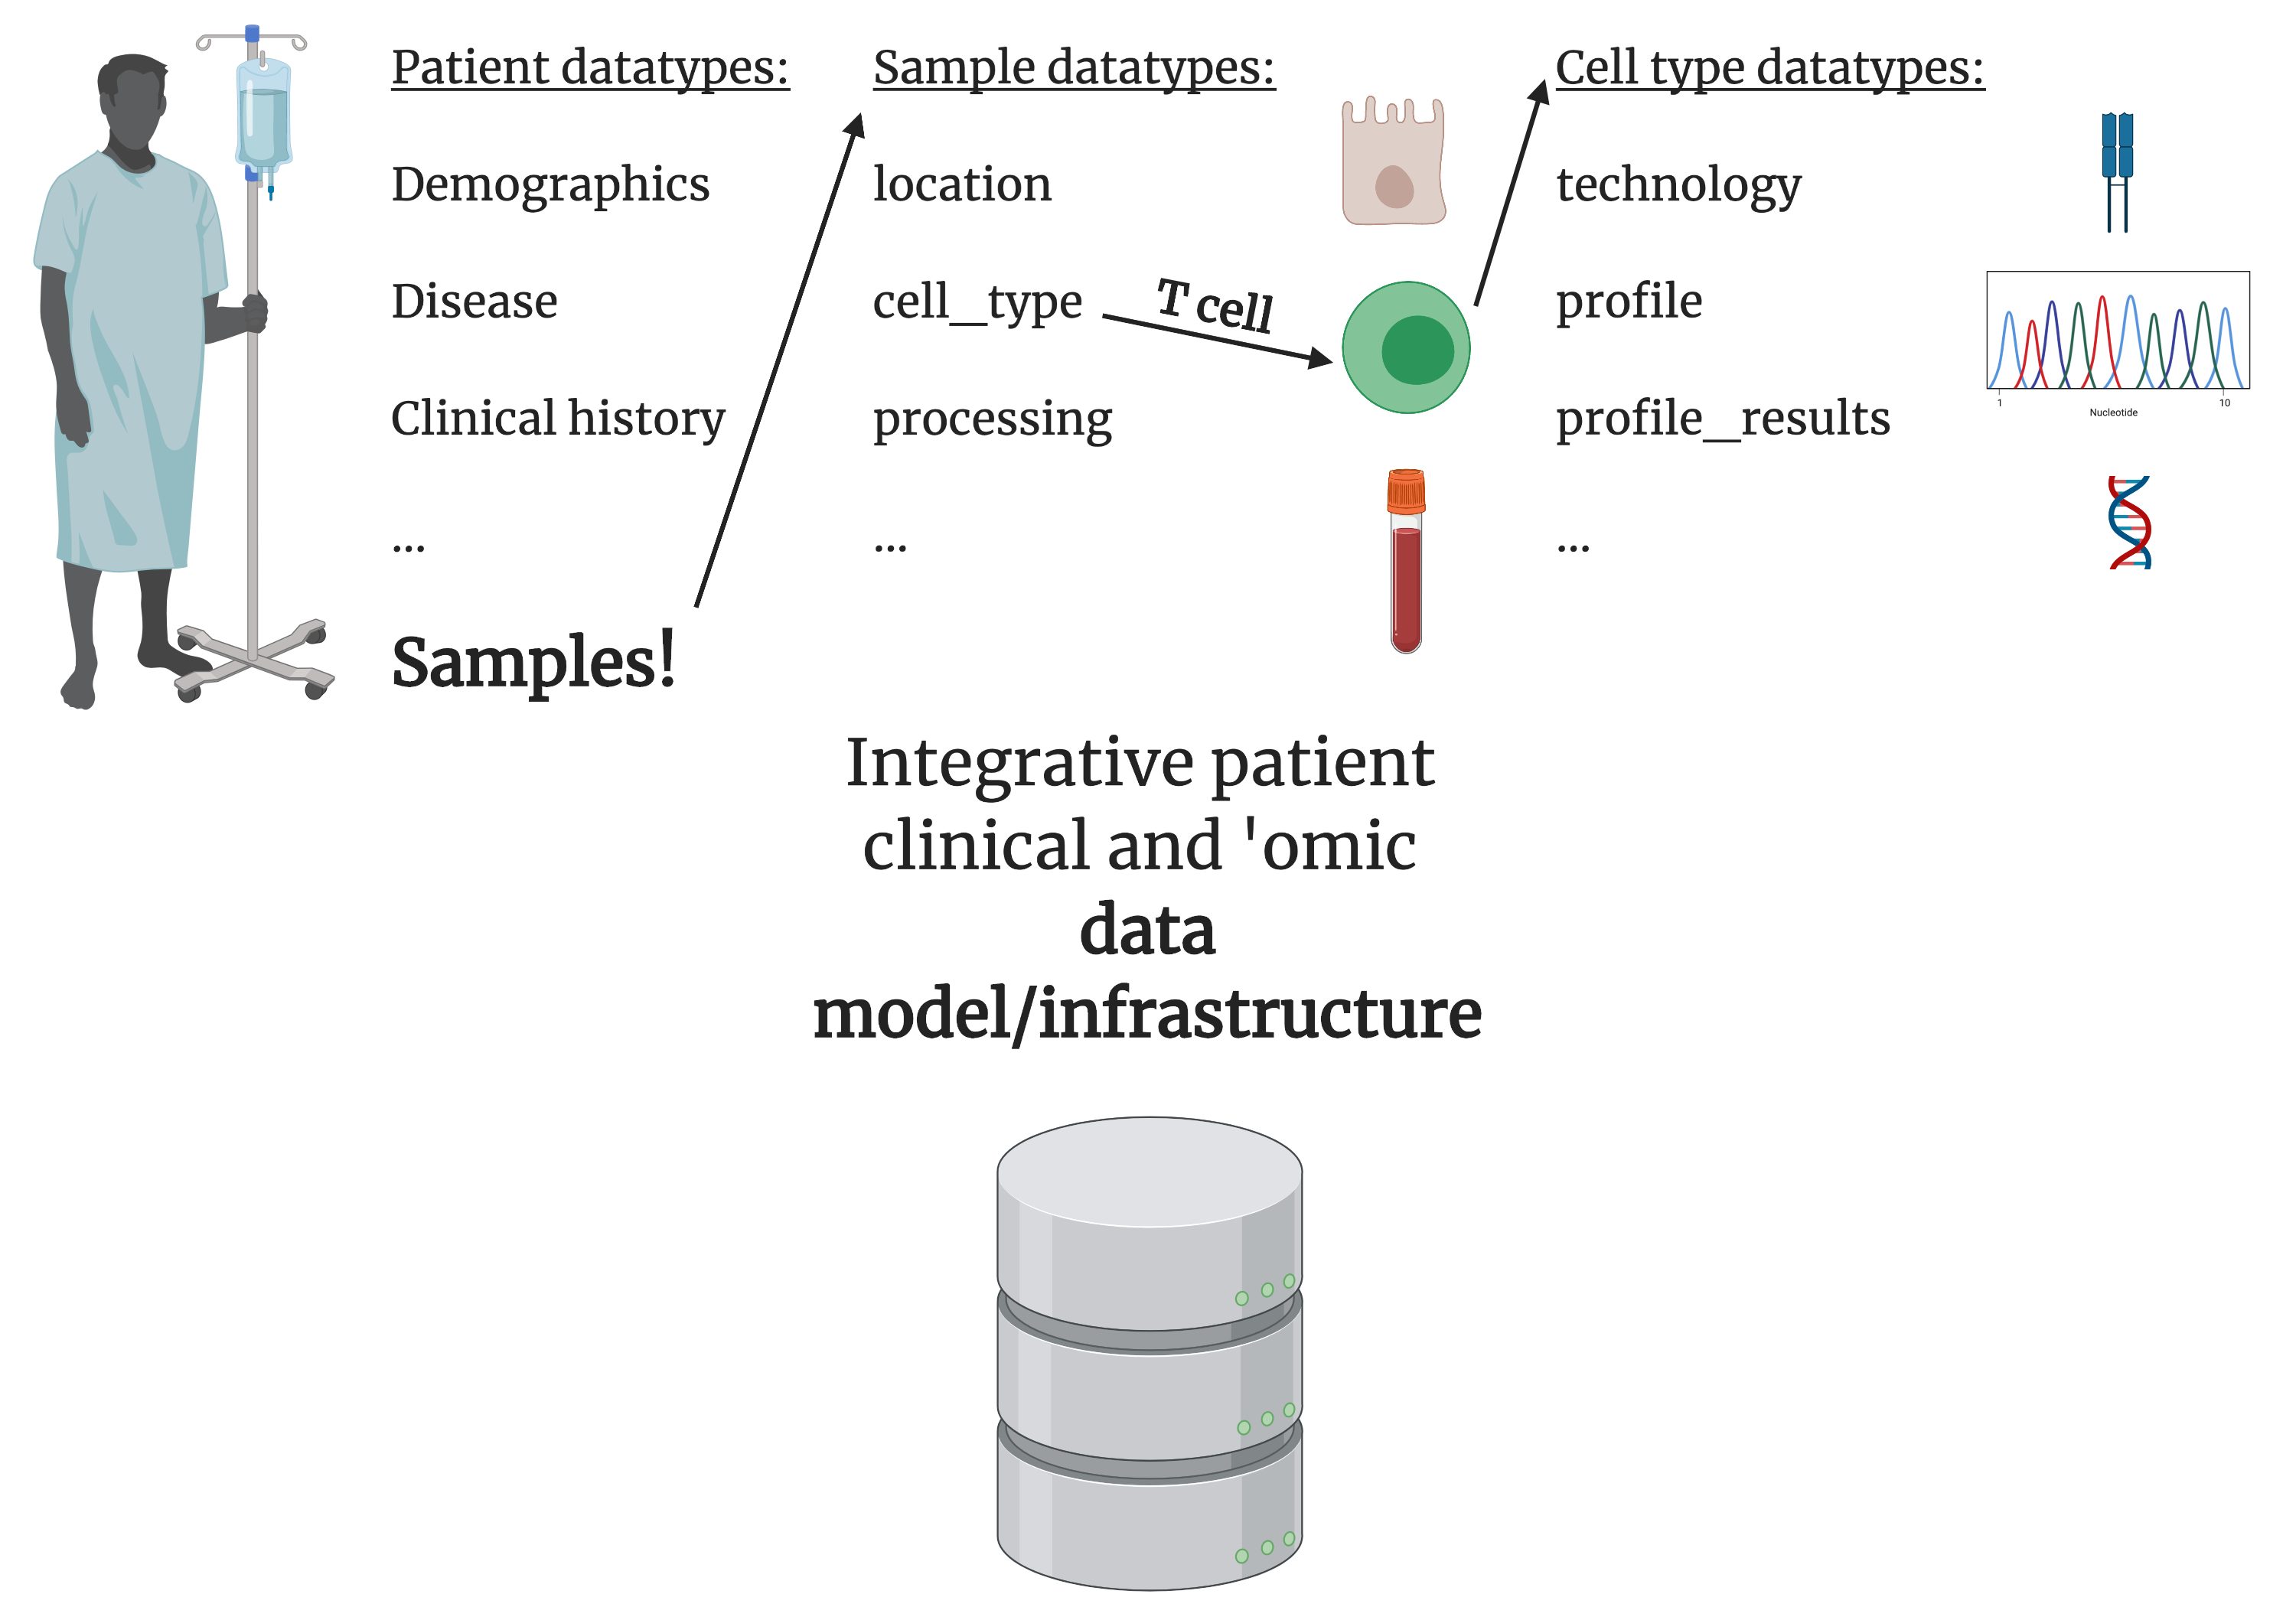 Patient datatypes:
Demographics
Disease
Clinical history
...
Samples!
Sample datatypes:
location
cell_type
T cell
processing
...
Cell type datatypes:
technology
profile
profile_results
...
1
10
Nucleotide
Integrative patient
clinical and 'omic
data
model/infrastructure